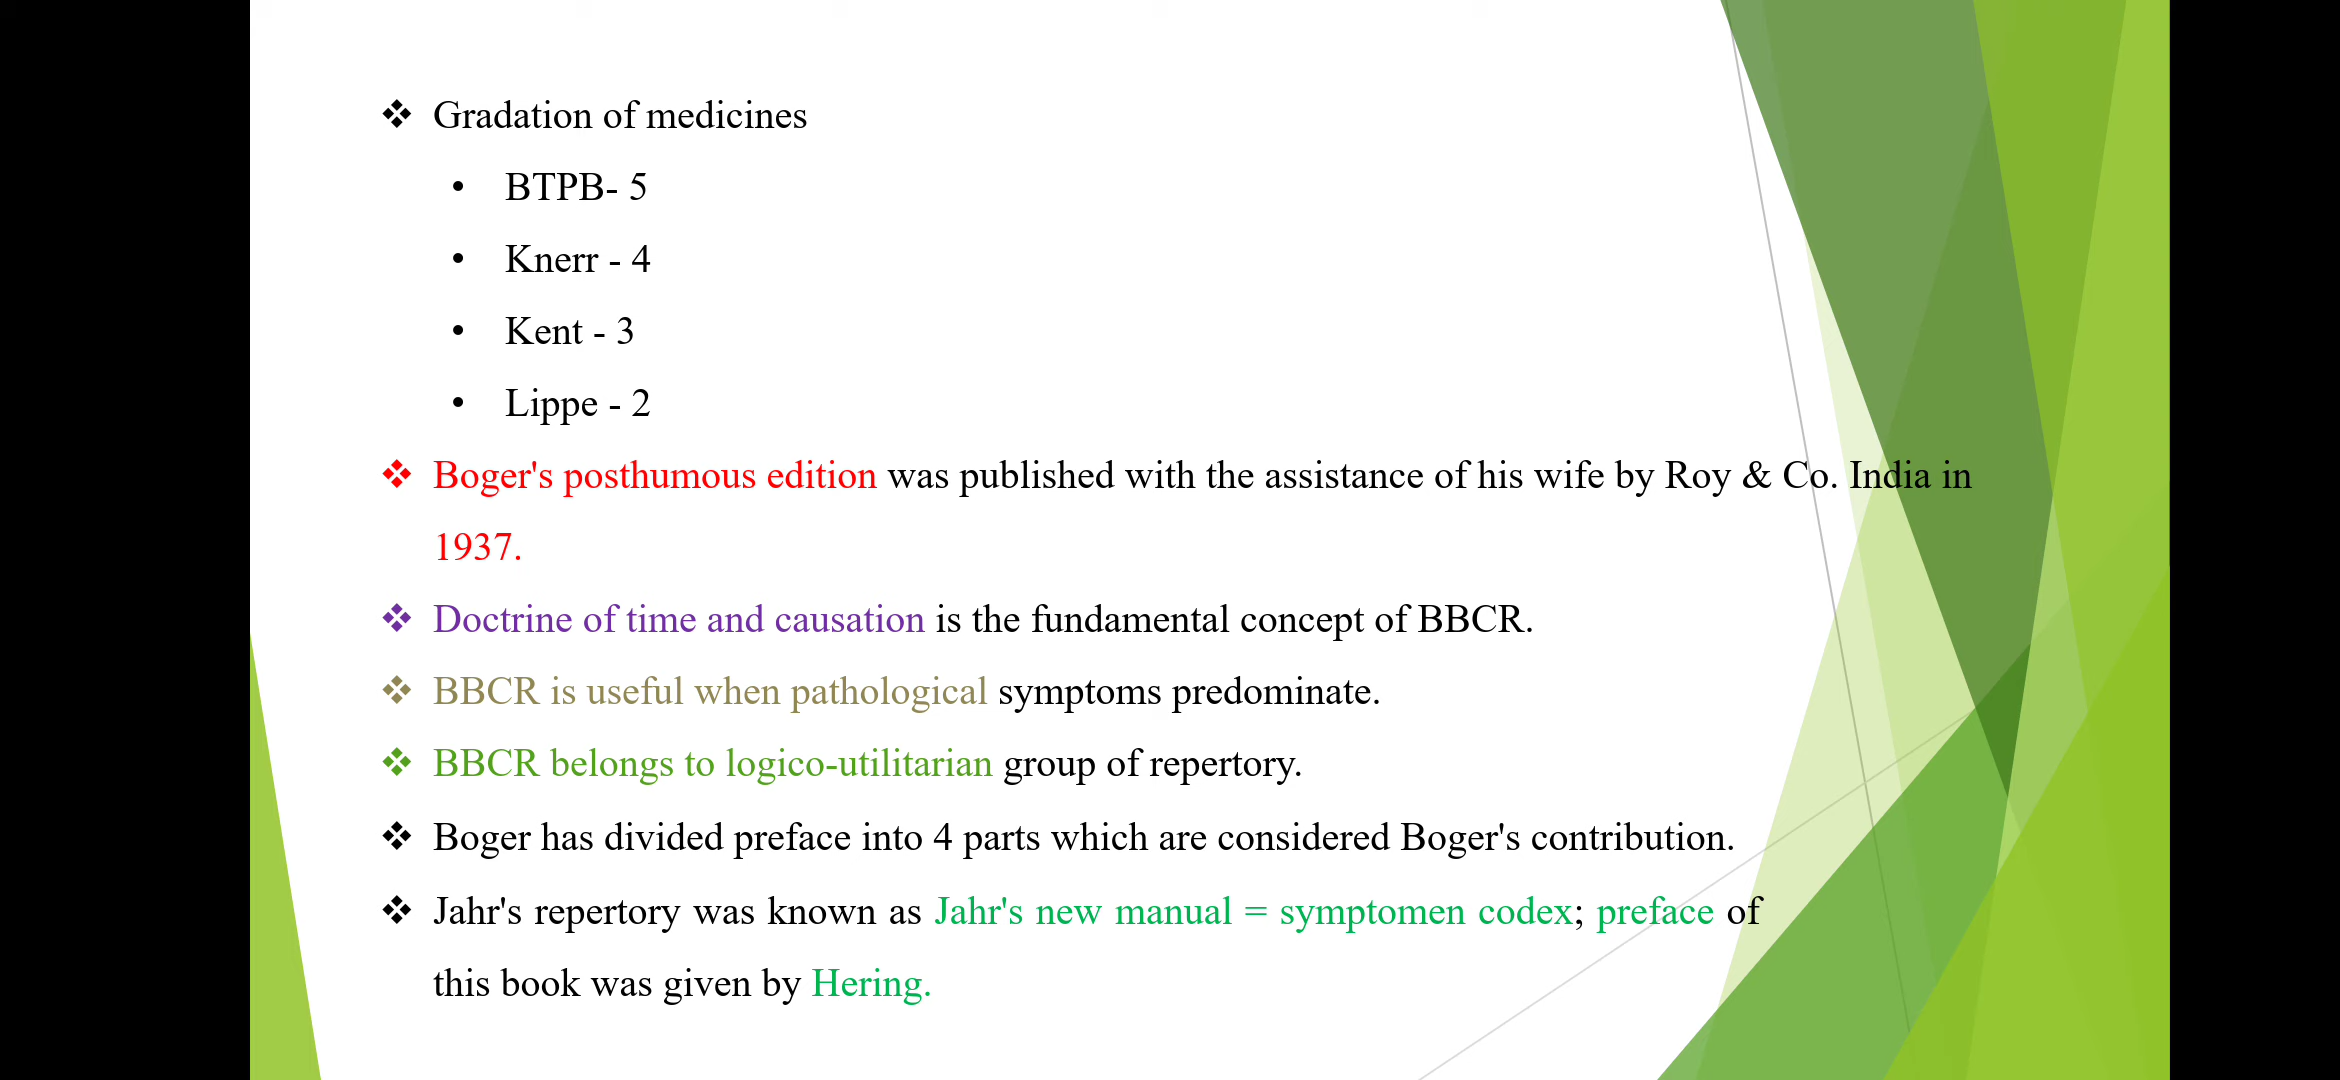 ❖ Gradation of medicines
• BTPB- 5
• Knerr - 4
• Kent - 3
• Lippe - 2
❖ Boger's posthumous edition was published with the assistance of his wife by Roy & Co. India in
1937.
❖ Doctrine of time and causation is the fundamental concept of BBCR.
❖ BBCR is useful when pathological symptoms predominate.
❖ BBCR belongs to logico-utilitarian group of repertory.
❖ Boger has divided preface into 4 parts which are considered Boger's contribution.
❖ Jahr's repertory was known as Jahr's new manual = symptomen codex; preface of
this book was given by Hering.